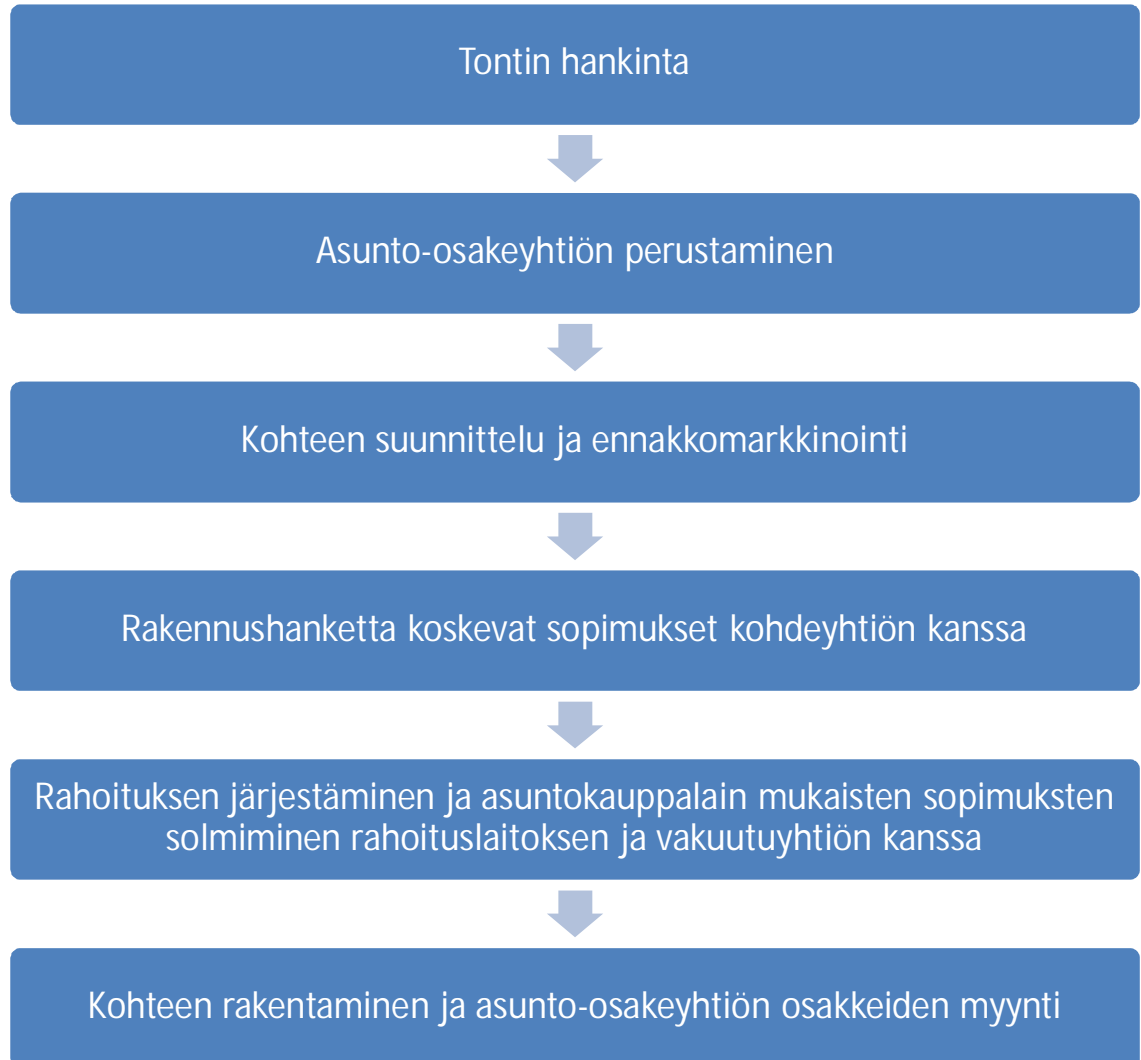 Tontin hankinta
Asunto-osakeyhtiön perustaminen
Kohteen suunnittelu ja ennakkomarkkinointi
Rakennushanketta koskevat sopimukset kohdeyhtiön kanssa
Rahoituksen järjestäminen ja asuntokauppalain mukaisten sopimuksten
solmiminen rahoituslaitoksen ja vakuutuyhtiön kanssa
Kohteen rakentaminen ja asunto-osakeyhtiön osakkeiden myynti